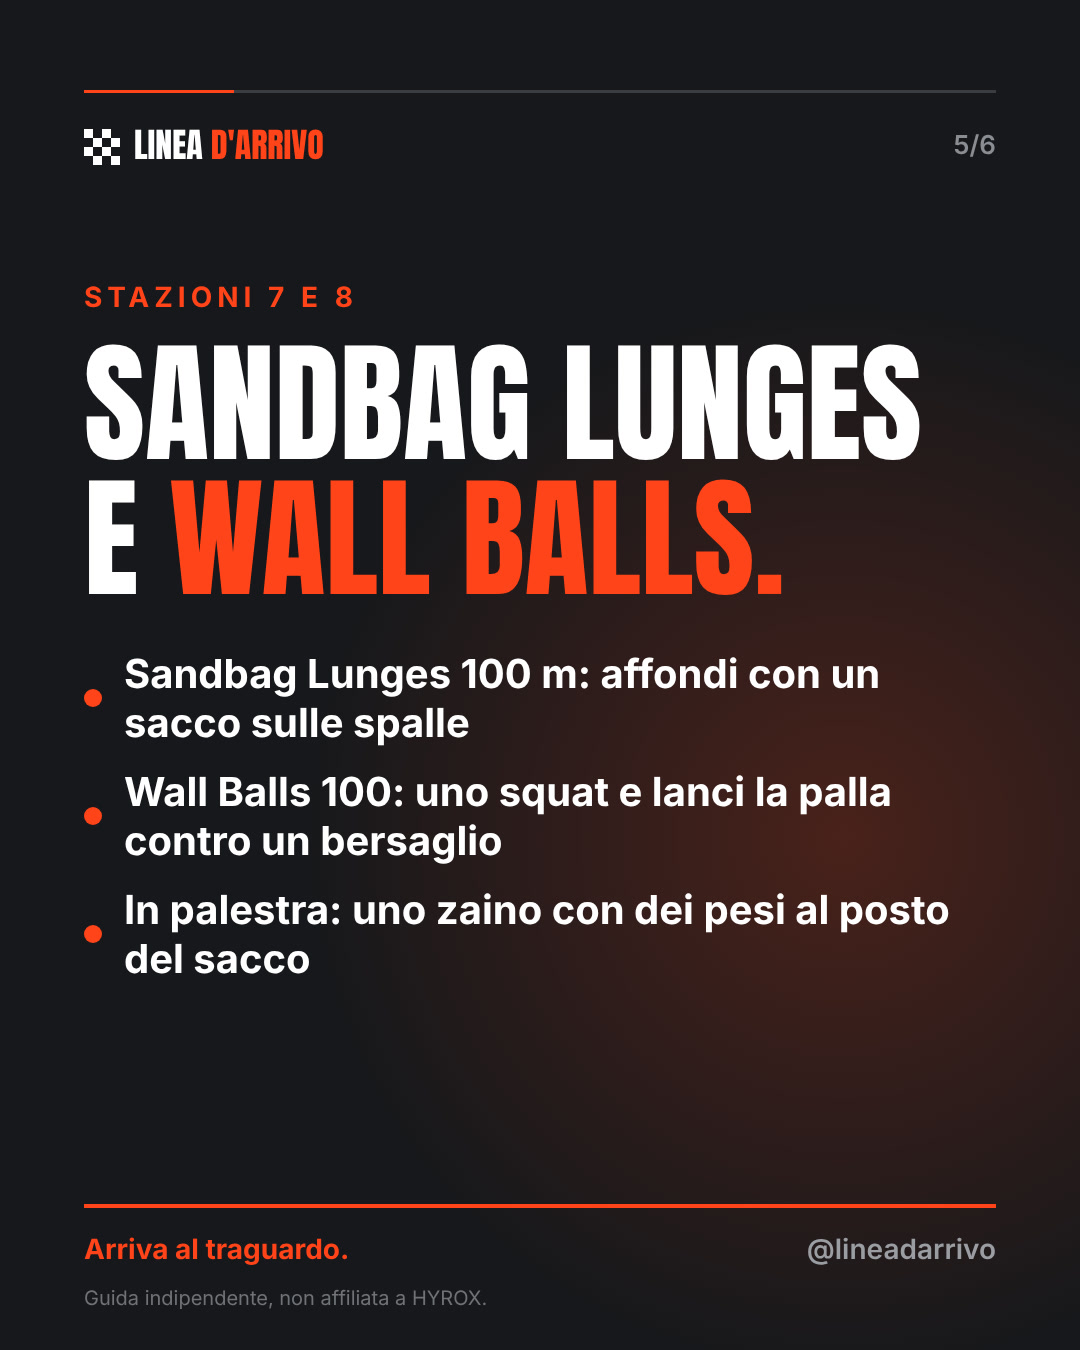 LINEA D'ARRIVO
5/6
STAZIONI 7 E 8
SANDBAG LUNGES
E WALL BALLS.
Sandbag Lunges 100 m: affondi con un
sacco sulle spalle
Wall Balls 100: uno squat e lanci la palla
contro un bersaglio
In palestra: uno zaino con dei pesi al posto
del sacco
Arriva al traguardo.
@lineadarrivo
Guida indipendente, non affiliata a HYROX.